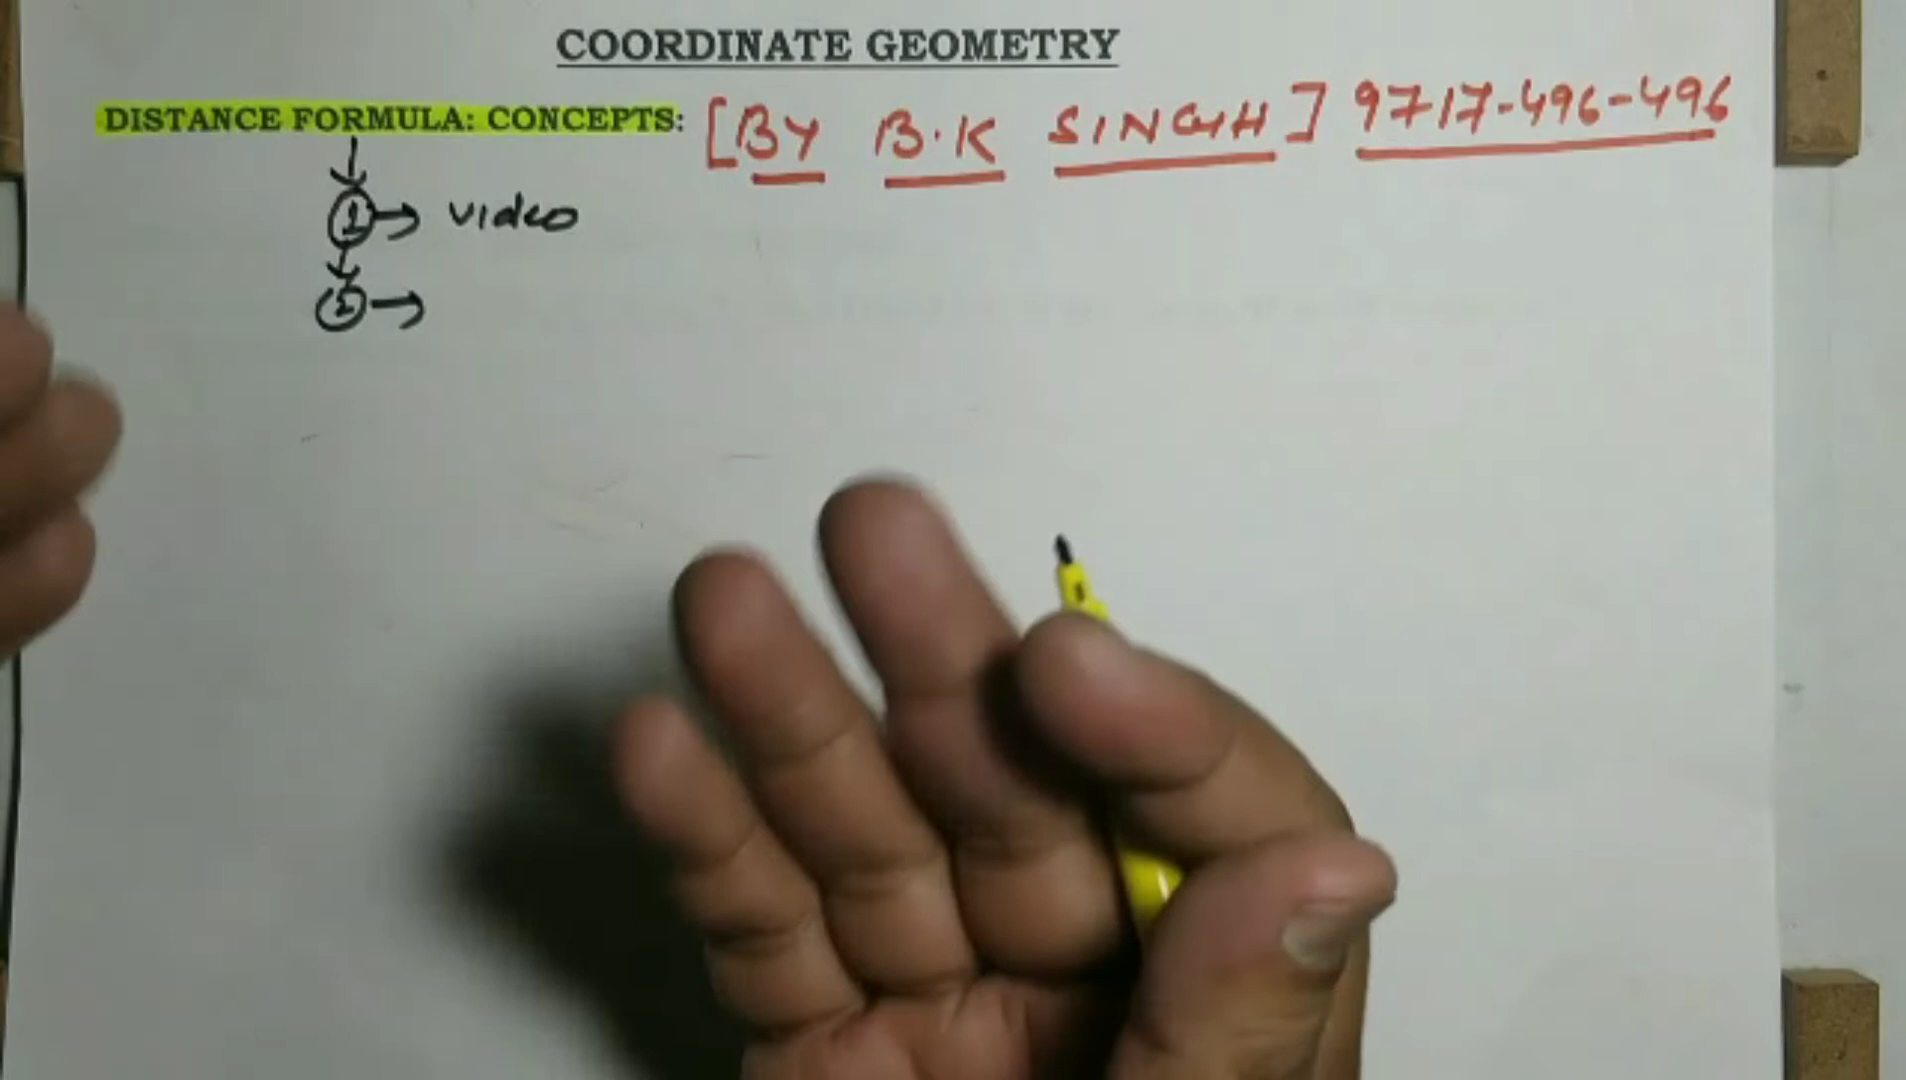 COORDINATE GEOMETRY
DISTANCE FORMULA: CONCEPTS: [BY B.K SINGH] 9717-496-496
1 → video
2 →